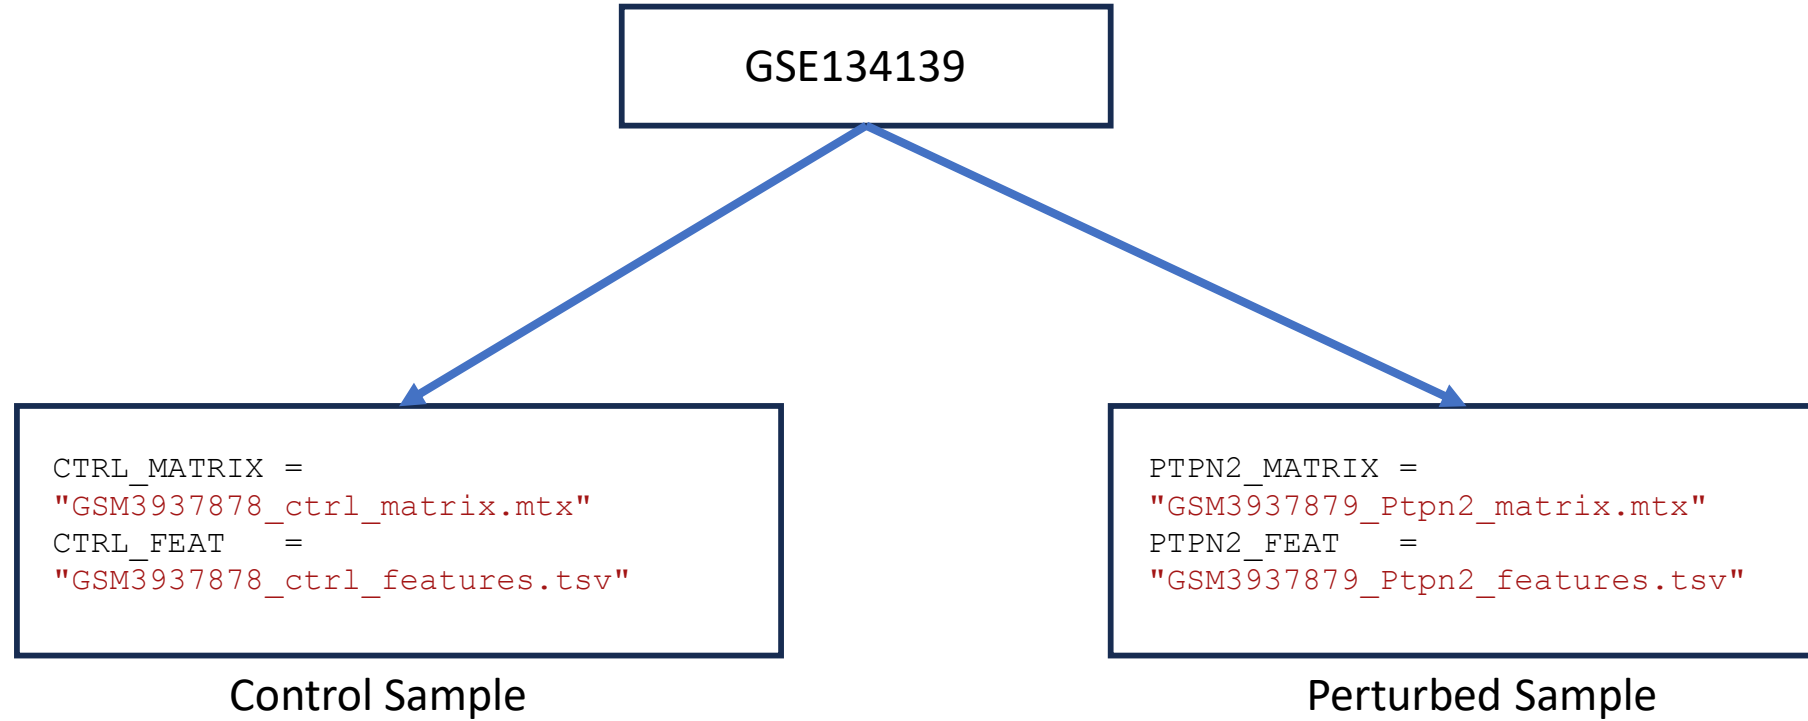 GSE134139
CTRL_MATRIX =
"GSM3937878_ctrl_matrix.mtx"
CTRL_FEAT   =
"GSM3937878_ctrl_features.tsv"
Control Sample
PTPN2_MATRIX =
"GSM3937879_Ptpn2_matrix.mtx"
PTPN2_FEAT   =
"GSM3937879_Ptpn2_features.tsv"
Perturbed Sample